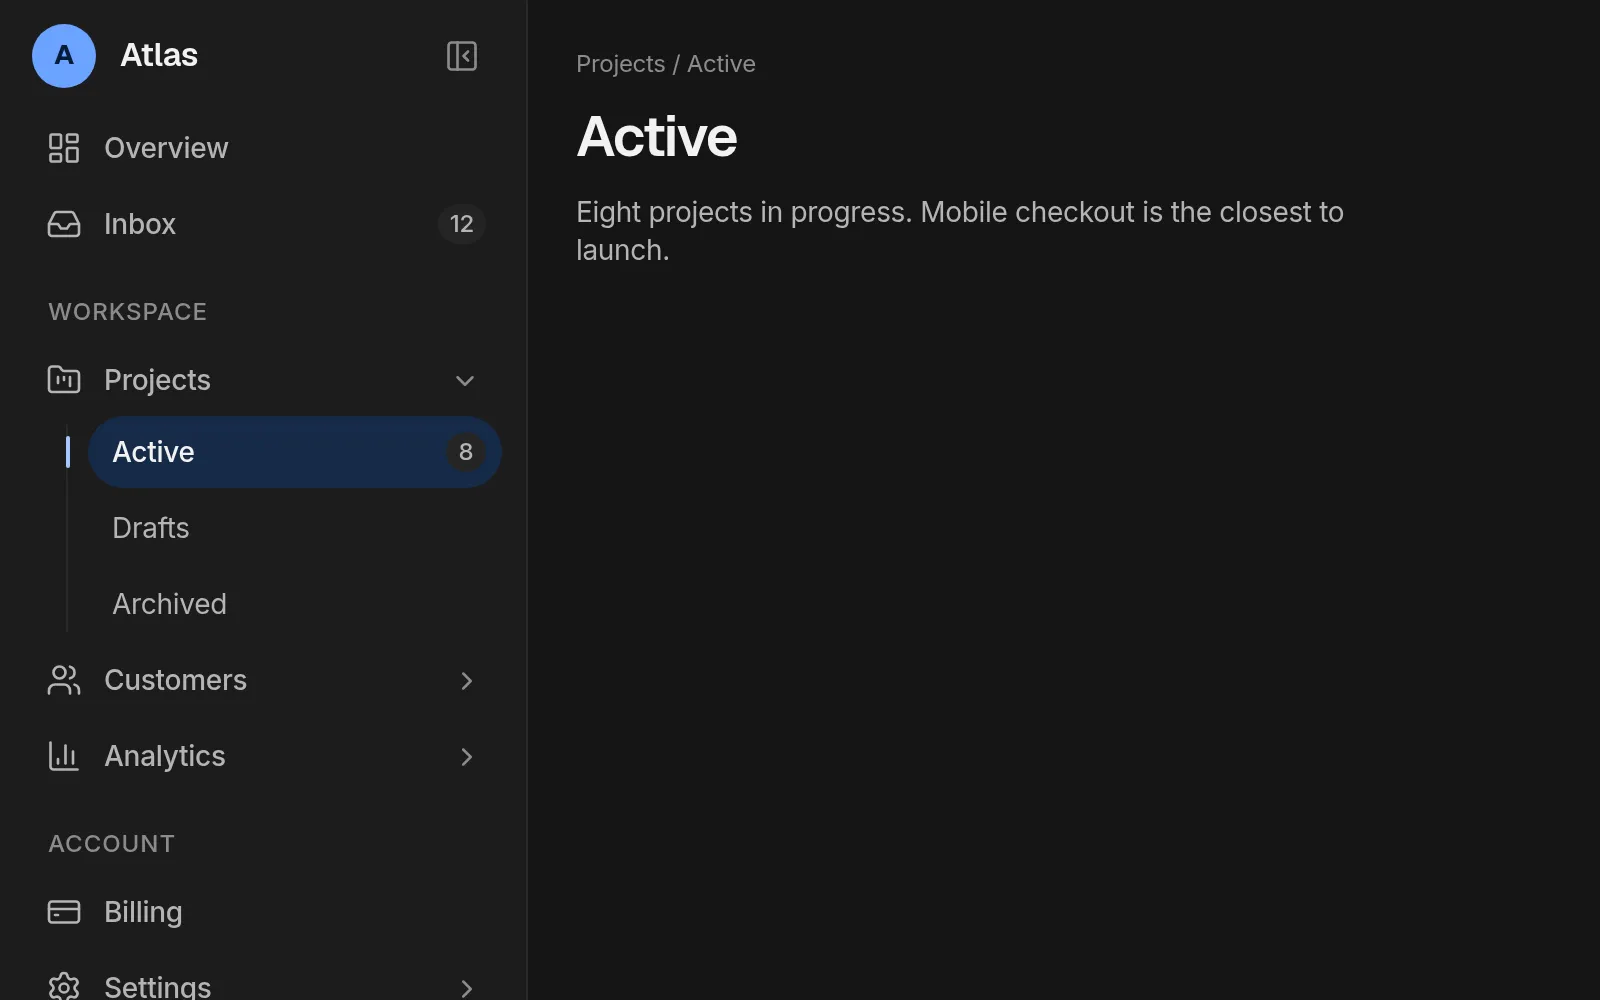 A
Atlas
Overview
Inbox
12
WORKSPACE
Projects
Active
8
Drafts
Archived
Customers
Analytics
ACCOUNT
Billing
Settings
Projects / Active
Active
Eight projects in progress. Mobile checkout is the closest to
launch.